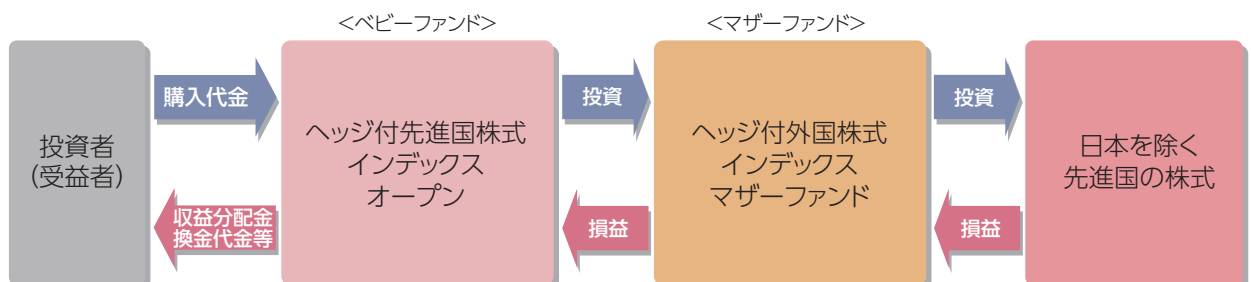 <ベビーファンド>
<マザーファンド>
投資者
(受益者)
購入代金
収益分配金
換金代金等
ヘッジ付先進国株式
インデックス
オープン
投資
損益
ヘッジ付外国株式
インデックス
マザーファンド
投資
損益
日本を除く
先進国の株式